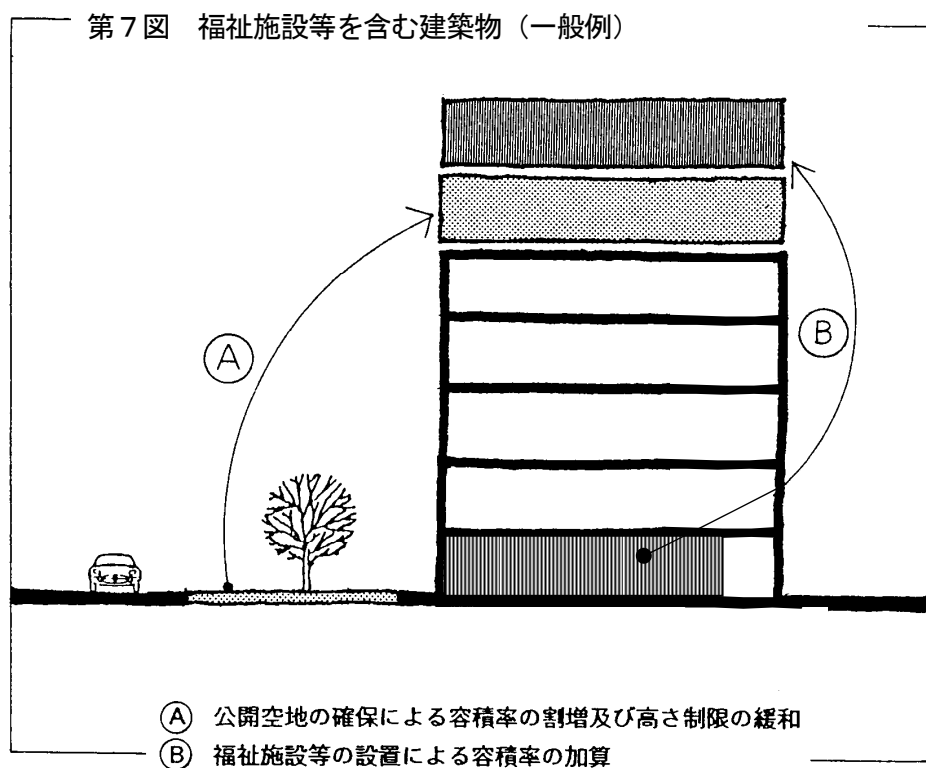 第7図　福祉施設等を含む建築物（一般例）
A
B
A 公開空地の確保による容積率の割増及び高さ制限の緩和
B 福祉施設等の設置による容積率の加算